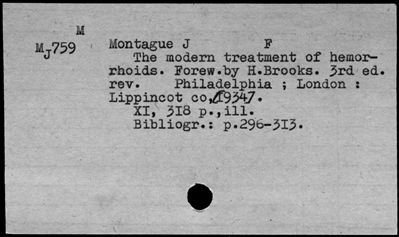 M
MJ759 Montague J F
The modern treatment of hemor-
rhoids. Forew.by H.Brooks. 3rd ed.
rev. Philadelphia ; London :
Lippincot co, 1934.
XI, 318 p.,ill.
Bibliogr.: p.296-313.